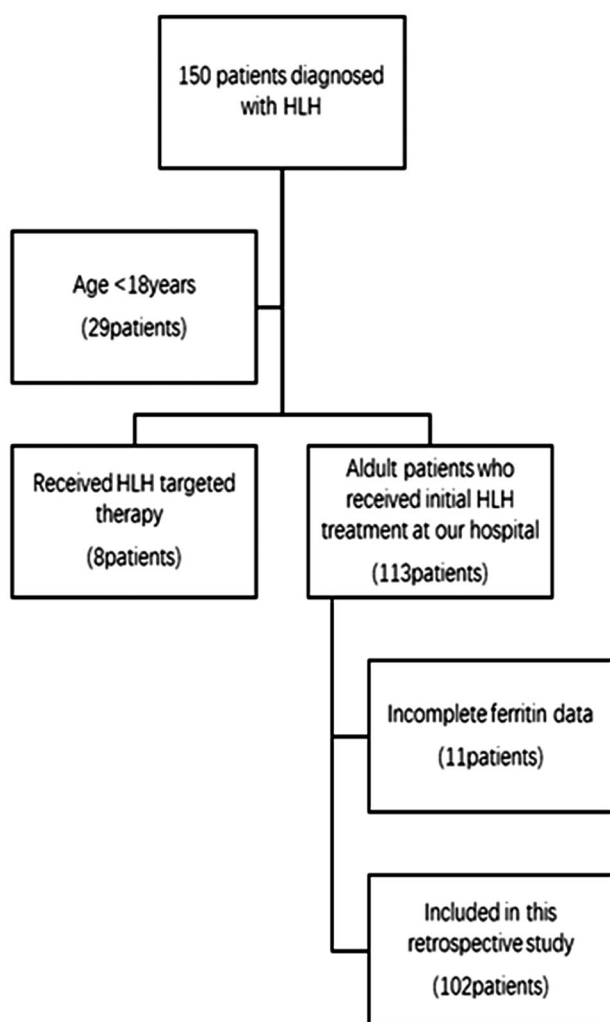 150 patients diagnosed
with HLH
Age <18years
(29patients)
Received HLH targeted
therapy
(8patients)
Aldult patients who
received initial HLH
treatment at our hospital
(113patients)
Incomplete ferritin data
(11patients)
Included in this
retrospective study
(102patients)